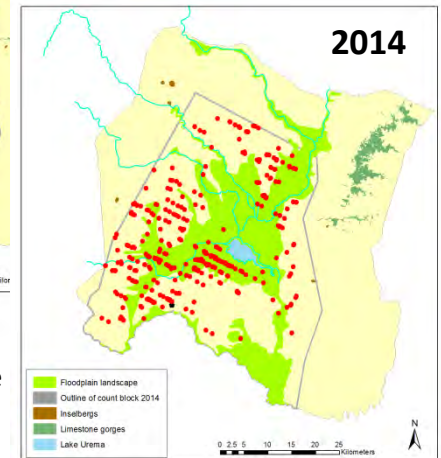 2014
Floodplain landscape
Outline of count block 2014
Inselbergs
Limestone gorges
Lake Urema
N
0 2.5 5 10 15 20 25
Kilometers